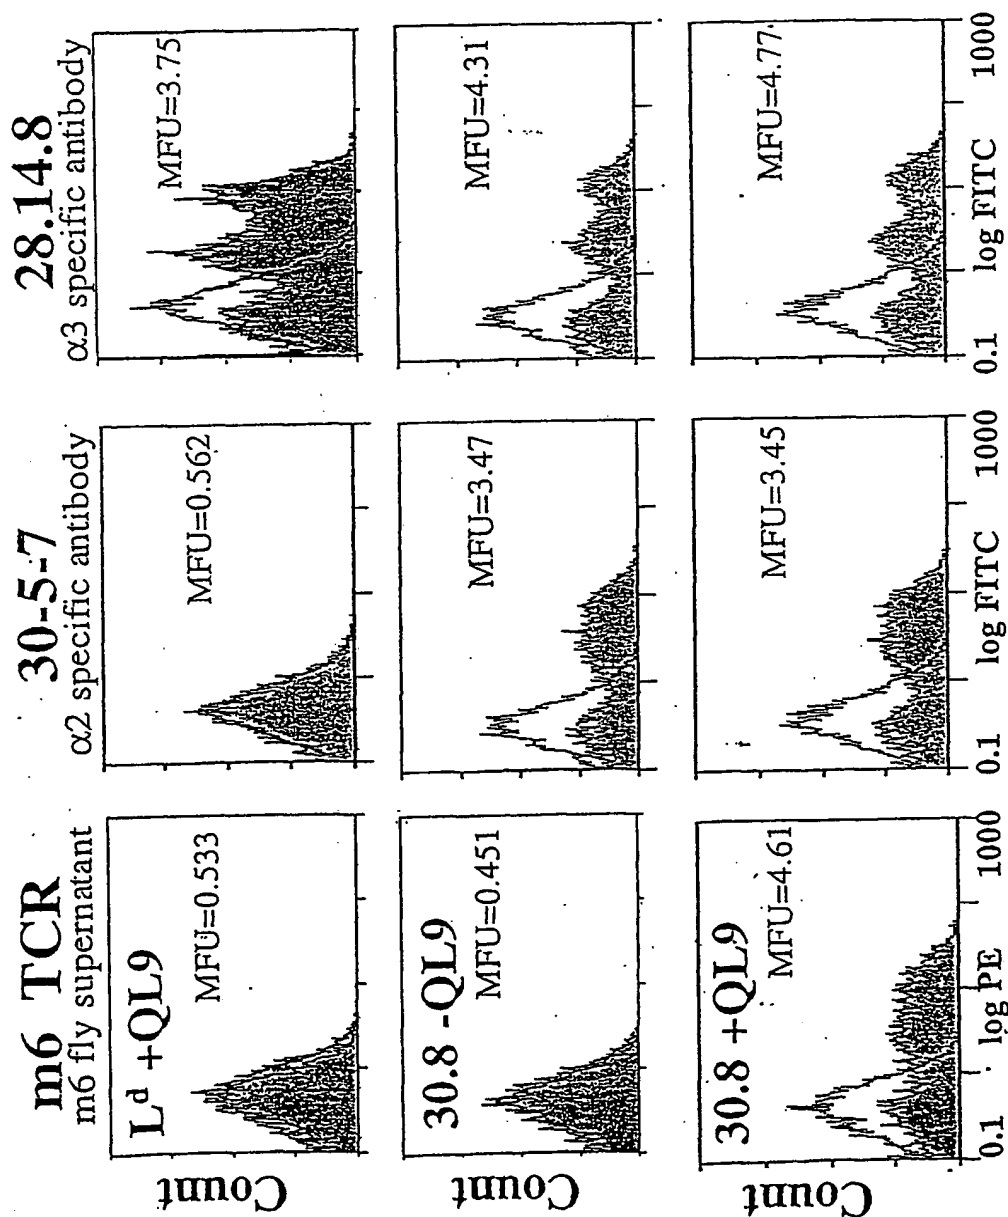 m6 TCR
m6 fly supernatant
30-5-7
α2 specific antibody
28.14.8
α3 specific antibody
Count
L^d +QL9
MFU=0.533
MFU=0.562
MFU=3.75
Count
30.8 -QL9
MFU=0.451
MFU=3.47
MFU=4.31
Count
30.8 +QL9
MFU=4.61
MFU=3.45
MFU=4.77
0.1 log PE 1000
0.1 log FITC 1000
0.1 log FITC 1000